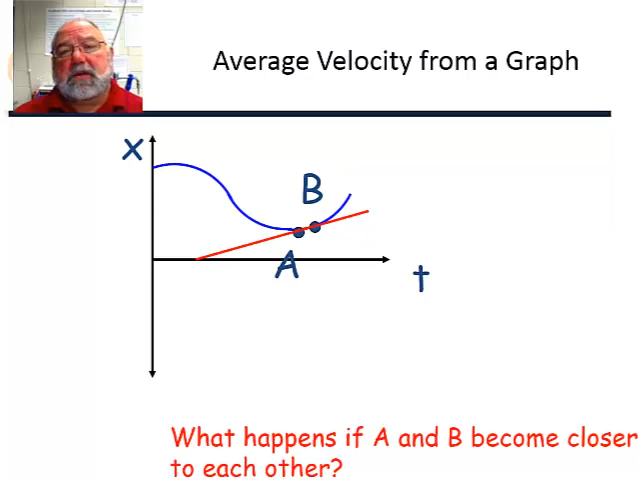 Average Velocity from a Graph
x
B
A
t
What happens if A and B become closer
to each other?